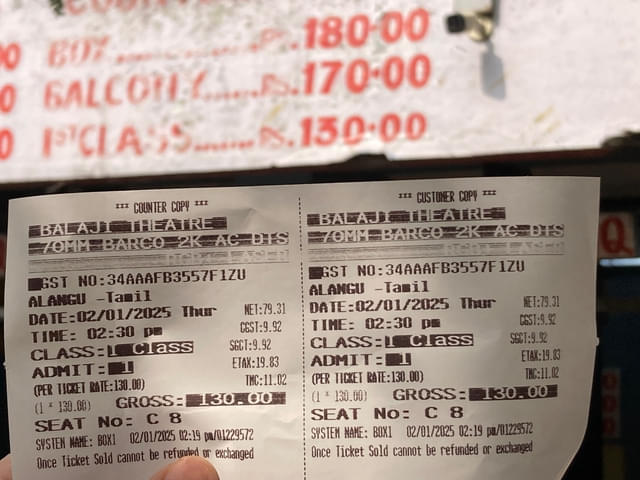 BOX.............Rs.180.00
BALCONY.......Rs.170.00
1ST CLASS.......Rs.130.00
*** COUNTER COPY ***
BALAJI THEATRE
70MM BARCO 2K AC DTS
GST NO:34AAAFB3557F1ZU
ALANGU -Tamil
DATE:02/01/2025 Thur NET:79.31
TIME: 02:30 pm CGST:9.92
CLASS:I Class SGCT:9.92
ADMIT: 1 ETAX:19.83
(PER TICKET RATE:130.00) TMC:11.02
(1 * 130.00) GROSS: 130.00
SEAT No: C 8
SYSTEM NAME: BOX1 02/01/2025 02:19 pm/01229572
Once Ticket Sold cannot be refunded or exchanged
*** CUSTOMER COPY ***
BALAJI THEATRE
70MM BARCO 2K AC DTS
RGB+ LASER
GST NO:34AAAFB3557F1ZU
ALANGU -Tamil
DATE:02/01/2025 Thur NET:79.31
TIME: 02:30 pm CGST:9.92
CLASS:I Class SGCT:9.92
ADMIT: 1 ETAX:19.83
(PER TICKET RATE:130.00) TMC:11.02
(1 * 130.00) GROSS: 130.00
SEAT No: C 8
SYSTEM NAME: BOX1 02/01/2025 02:19 pm/01229572
Once Ticket Sold cannot be refunded or exchanged
Q